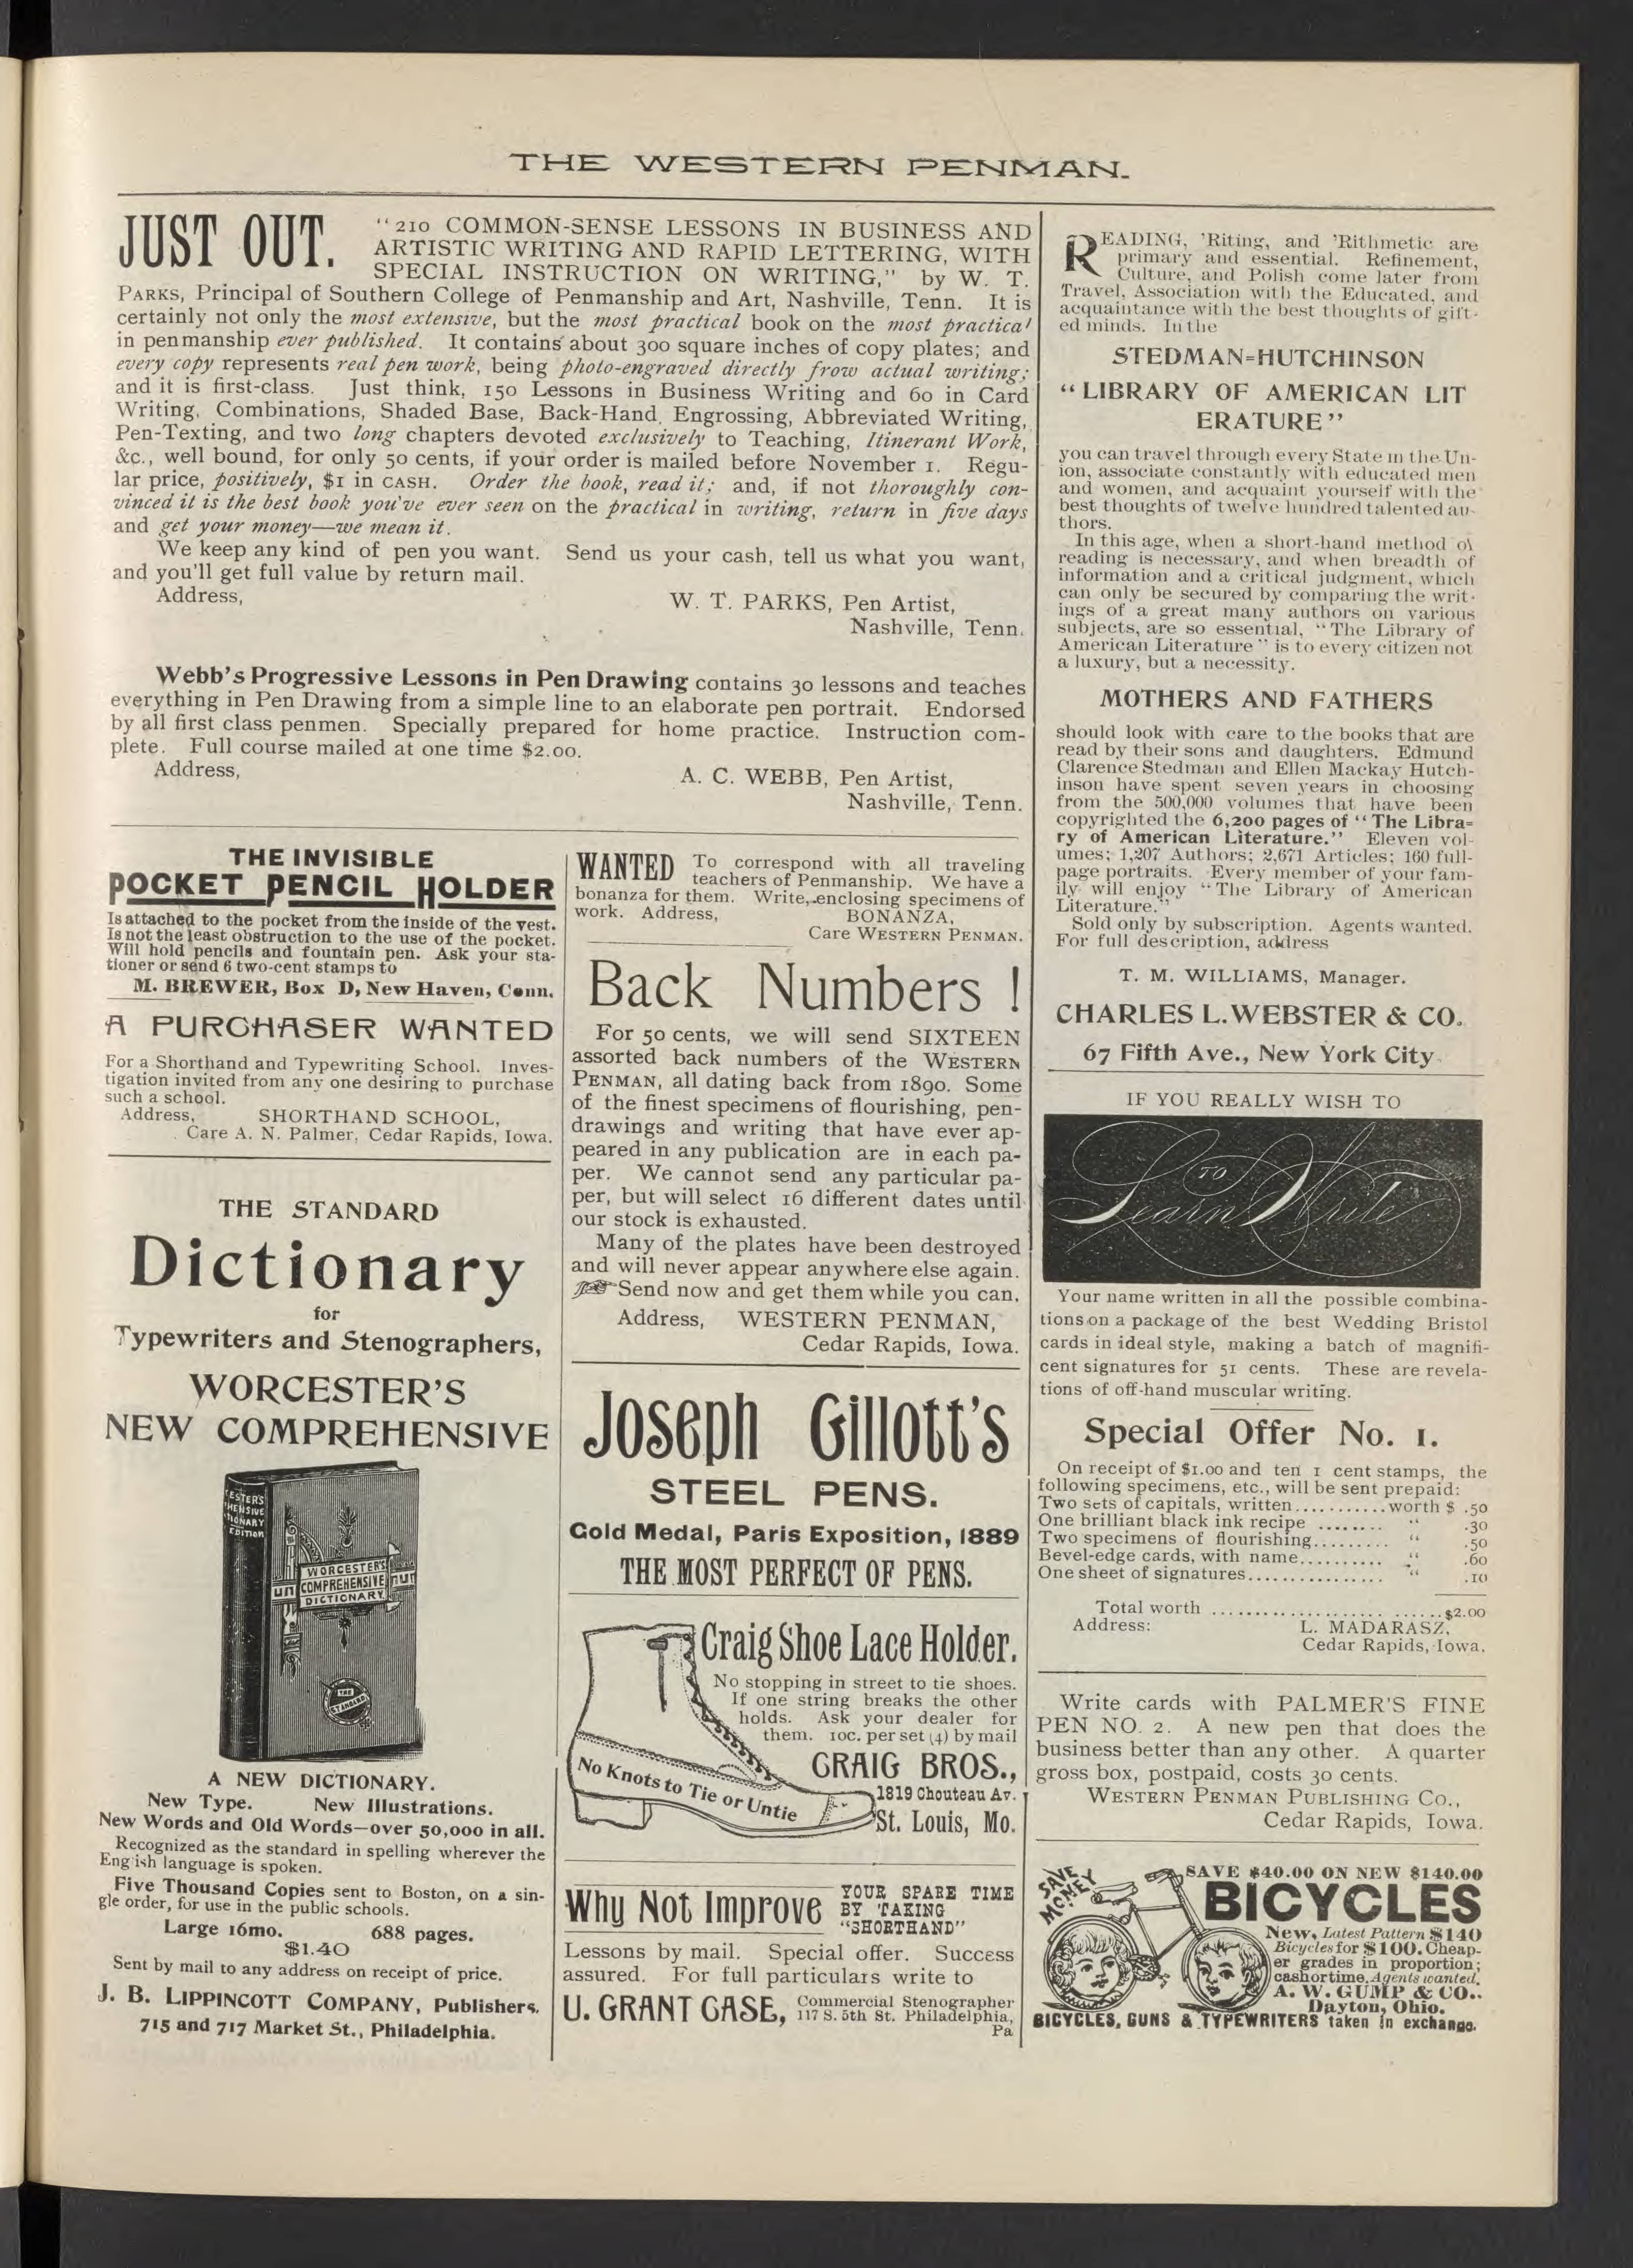 THE WESTERN PENMAN.
JUST OUT. "210 COMMON-SENSE LESSONS IN BUSINESS AND
ARTISTIC WRITING AND RAPID LETTERING, WITH
SPECIAL INSTRUCTION ON WRITING," by W. T.
PARKS, Principal of Southern College of Penmanship and Art, Nashville, Tenn. It is
certainly not only the most extensive, but the most practical book on the most practical
in penmanship ever published. It contains about 300 square inches of copy plates; and
every copy represents real pen work, being photo-engraved directly frow actual writing;
and it is first-class. Just think, 150 Lessons in Business Writing and 60 in Card
Writing, Combinations, Shaded Base, Back-Hand, Engrossing, Abbreviated Writing,
Pen-Texting, and two long chapters devoted exclusively to Teaching, Itinerant Work,
&c., well bound, for only 50 cents, if your order is mailed before November 1. Regu-
lar price, positively, $1 in CASH. Order the book, read it; and, if not thoroughly con-
vinced it is the best book you've ever seen on the practical in writing, return in five days
and get your money—we mean it.
We keep any kind of pen you want. Send us your cash, tell us what you want,
and you'll get full value by return mail.
Address,
W. T. PARKS, Pen Artist,
Nashville, Tenn.
Webb's Progressive Lessons in Pen Drawing contains 30 lessons and teaches
everything in Pen Drawing from a simple line to an elaborate pen portrait. Endorsed
by all first class penmen. Specially prepared for home practice. Instruction com-
plete. Full course mailed at one time $2.00.
Address,
A. C. WEBB, Pen Artist,
Nashville, Tenn.
THE INVISIBLE
POCKET PENCIL HOLDER
Is attached to the pocket from the inside of the vest.
Is not the least obstruction to the use of the pocket.
Will hold pencils and fountain pen. Ask your sta-
tioner or send 6 two-cent stamps to
M. BREWER, Box D, New Haven, Conn.
A PURCHASER WANTED
For a Shorthand and Typewriting School. Inves-
tigation invited from any one desiring to purchase
such a school.
Address, SHORTHAND SCHOOL,
Care A. N. Palmer, Cedar Rapids, Iowa.
THE STANDARD
Dictionary
for
Typewriters and Stenographers,
WORCESTER'S
NEW COMPREHENSIVE
ESTER'S
HENSIVE
IONARY
EDITION
WORCESTER'S
COMPREHENSIVE
DICTIONARY
THE
STANDARD
A NEW DICTIONARY.
New Type. New Illustrations.
New Words and Old Words—over 50,000 in all.
Recognized as the standard in spelling wherever the
Eng ish language is spoken.
Five Thousand Copies sent to Boston, on a sin-
gle order, for use in the public schools.
Large 16mo. 688 pages.
$1.40
Sent by mail to any address on receipt of price.
J. B. LIPPINCOTT COMPANY, Publishers.
715 and 717 Market St., Philadelphia.
WANTED To correspond with all traveling
teachers of Penmanship. We have a
bonanza for them. Write, enclosing specimens of
work. Address, BONANZA,
Care WESTERN PENMAN.
Back Numbers !
For 50 cents, we will send SIXTEEN
assorted back numbers of the WESTERN
PENMAN, all dating back from 1890. Some
of the finest specimens of flourishing, pen-
drawings and writing that have ever ap-
peared in any publication are in each pa-
per. We cannot send any particular pa-
per, but will select 16 different dates until
our stock is exhausted.
Many of the plates have been destroyed
and will never appear anywhere else again.
Send now and get them while you can.
Address, WESTERN PENMAN,
Cedar Rapids, Iowa.
Joseph Gillott's
STEEL PENS.
Gold Medal, Paris Exposition, 1889
THE MOST PERFECT OF PENS.
Craig Shoe Lace Holder.
No stopping in street to tie shoes.
If one string breaks the other
holds. Ask your dealer for
them. 10c. per set (4) by mail
CRAIG BROS.,
1819 Chouteau Av.
St. Louis, Mo.
No Knots to Tie or Untie
Why Not Improve YOUR SPARE TIME
BY TAKING
"SHORTHAND"
Lessons by mail. Special offer. Success
assured. For full particulars write to
U. GRANT CASE, Commercial Stenographer
117 S. 5th St. Philadelphia,
Pa
READING, 'Riting, and 'Rithmetic are
primary and essential. Refinement,
Culture, and Polish come later from
Travel, Association with the Educated, and
acquaintance with the best thoughts of gift-
ed minds. In the
STEDMAN=HUTCHINSON
"LIBRARY OF AMERICAN LIT
ERATURE"
you can travel through every State in the Un-
ion, associate constantly with educated men
and women, and acquaint yourself with the
best thoughts of twelve hundred talented au-
thors.
In this age, when a short-hand method of
reading is necessary, and when breadth of
information and a critical judgment, which
can only be secured by comparing the writ-
ings of a great many authors on various
subjects, are so essential, "The Library of
American Literature" is to every citizen not
a luxury, but a necessity.
MOTHERS AND FATHERS
should look with care to the books that are
read by their sons and daughters. Edmund
Clarence Stedman and Ellen Mackay Hutch-
inson have spent seven years in choosing
from the 500,000 volumes that have been
copyrighted the 6,200 pages of "The Libra=
ry of American Literature." Eleven vol-
umes; 1,207 Authors; 2,671 Articles; 160 full-
page portraits. Every member of your fam-
ily will enjoy "The Library of American
Literature."
Sold only by subscription. Agents wanted.
For full description, address
T. M. WILLIAMS, Manager.
CHARLES L. WEBSTER & CO.
67 Fifth Ave., New York City
IF YOU REALLY WISH TO
Learn TO Write
Your name written in all the possible combina-
tions on a package of the best Wedding Bristol
cards in ideal style, making a batch of magnifi-
cent signatures for 51 cents. These are revela-
tions of off-hand muscular writing.
Special Offer No. 1.
On receipt of $1.00 and ten 1 cent stamps, the
following specimens, etc., will be sent prepaid:
Two sets of capitals, written...........worth $ .50
One brilliant black ink recipe ........ " .30
Two specimens of flourishing......... " .50
Bevel-edge cards, with name.......... " .60
One sheet of signatures................ " .10
Total worth ..............................$2.00
Address: L. MADARASZ,
Cedar Rapids, Iowa.
Write cards with PALMER'S FINE
PEN NO. 2. A new pen that does the
business better than any other. A quarter
gross box, postpaid, costs 30 cents.
WESTERN PENMAN PUBLISHING CO.,
Cedar Rapids, Iowa.
SAVE MONEY
SAVE $40.00 ON NEW $140.00
BICYCLES
New, Latest Pattern $140
Bicycles for $100. Cheap-
er grades in proportion;
cash or time. Agents wanted.
A. W. GUMP & CO.,
Dayton, Ohio.
BICYCLES, GUNS & TYPEWRITERS taken in exchange.